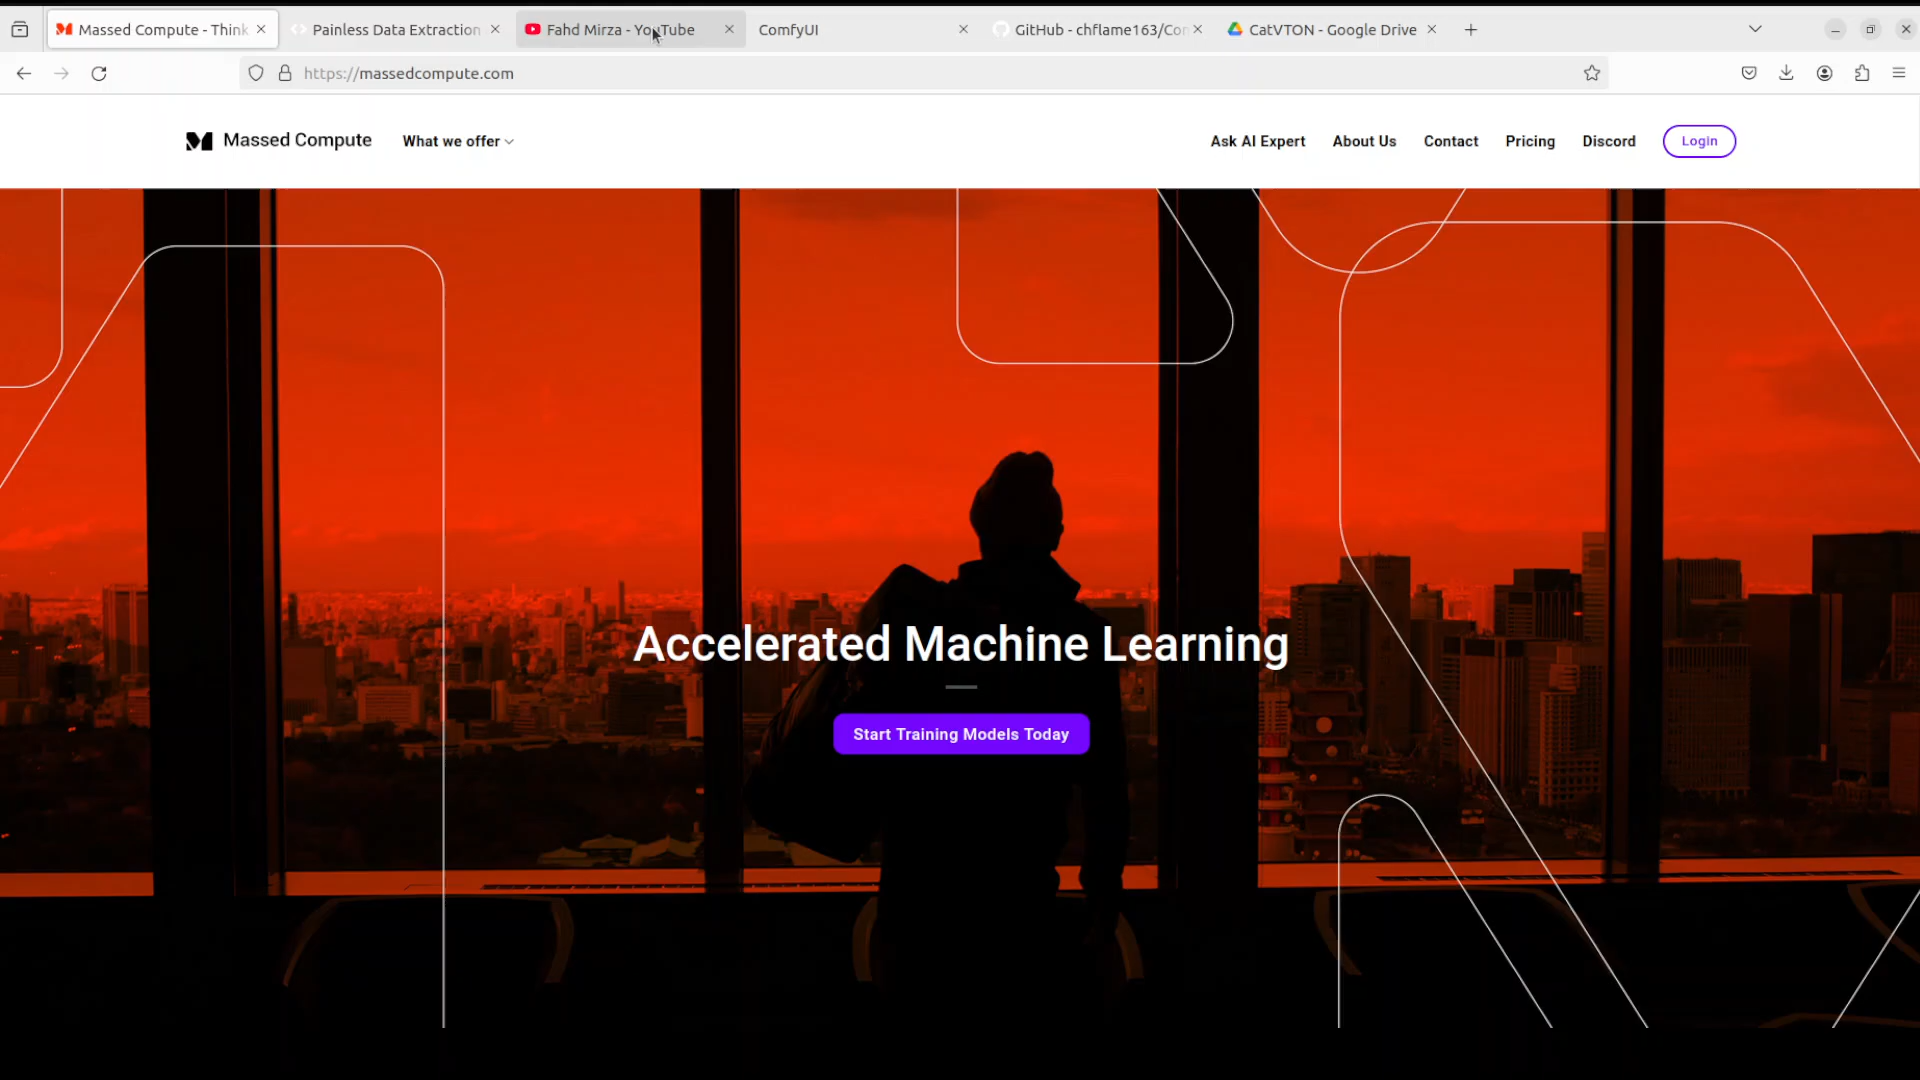 Massed Compute - Think
Painless Data Extraction
Fahd Mirza - YouTube
ComfyUI
GitHub - chflame163/Con
CatVTON - Google Drive
https://massedcompute.com
Massed Compute
What we offer
Ask AI Expert
About Us
Contact
Pricing
Discord
Login
Accelerated Machine Learning
Start Training Models Today